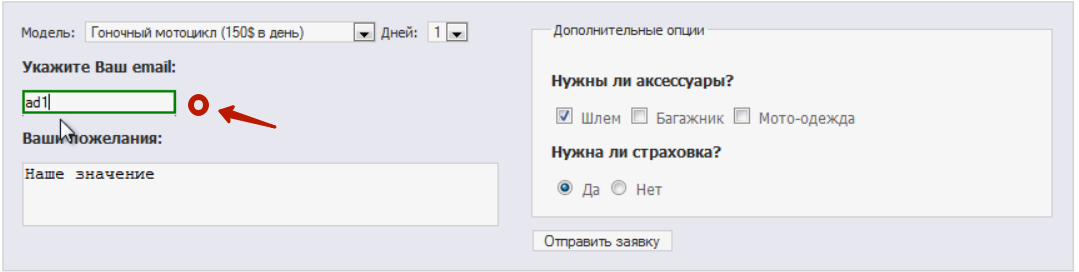 Модель: Гоночный мотоцикл (150$ в день) Дней: 1
Укажите Ваш email:
ad1
Ваши пожелания:
Наше значение
Дополнительные опции
Нужны ли аксессуары?
Шлем Багажник Мото-одежда
Нужна ли страховка?
Да Нет
Отправить заявку